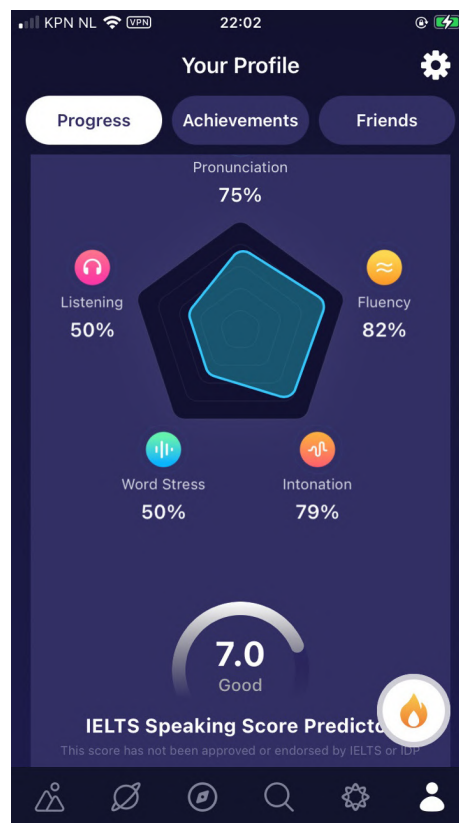 KPN NL VPN 22:02
Your Profile
Progress Achievements Friends
Pronunciation
75%
Listening Fluency
50% 82%
Word Stress Intonation
50% 79%
7.0
Good
IELTS Speaking Score
This score has not been approved or endorsed by IELTS or IDP